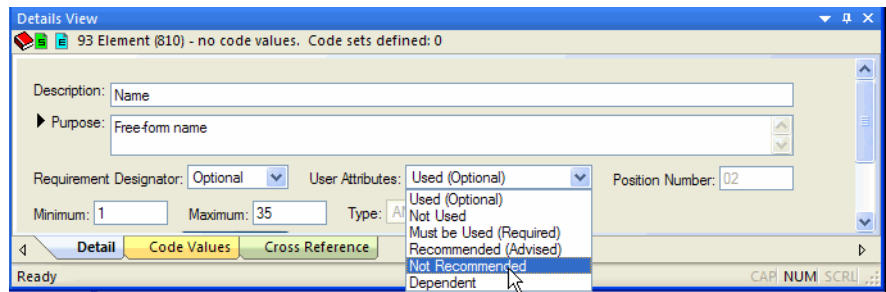 Details View
93 Element (810) - no code values. Code sets defined: 0
Description: Name
Purpose: Free-form name
Requirement Designator: Optional User Attributes: Used (Optional) Position Number: 02
Used (Optional)
Not Used
Minimum: 1 Maximum: 35 Type: AN
Must be Used (Required)
Recommended (Advised)
Detail Code Values Cross Reference
Not Recommended
Ready CAP NUM SCRL
Dependent